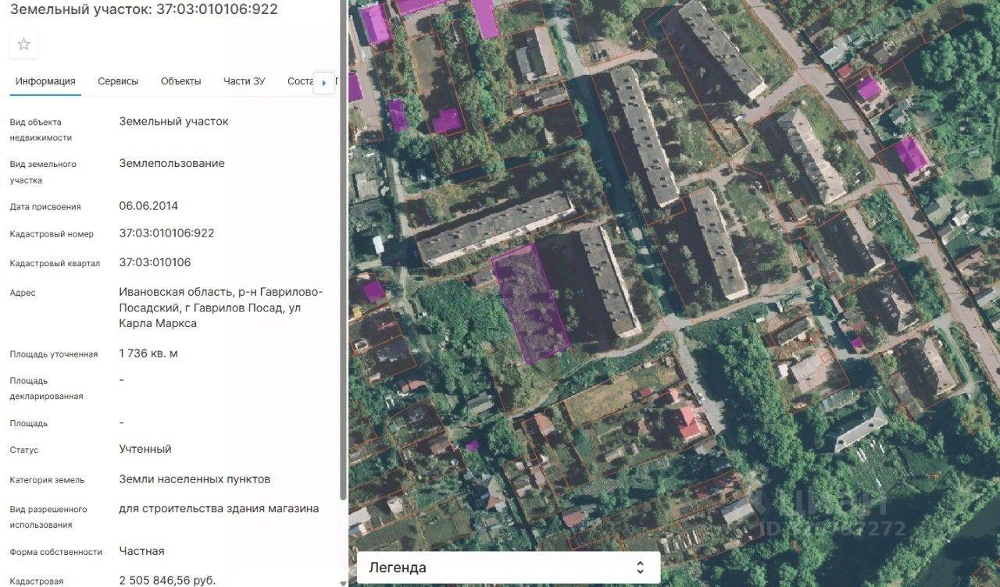 Земельный участок: 37:03:010106:922
Информация Сервисы Объекты Части ЗУ
Вид объекта недвижимости
Земельный участок
Вид земельного участка
Землепользование
Дата присвоения
06.06.2014
Кадастровый номер
37:03:010106:922
Кадастровый квартал
37:03:010106
Адрес
Ивановская область, р-н Гаврилово-
Посадский, г Гаврилов Посад, ул
Карла Маркса
Площадь уточненная
1 736 кв. м
Площадь
декларированная
-
Площадь
-
Статус
Учтенный
Категория земель
Земли населенных пунктов
Вид разрешенного
использования
для строительства здания магазина
Форма собственности
Частная
Кадастровая
2 505 846,56 руб.
Легенда
ЦИАН